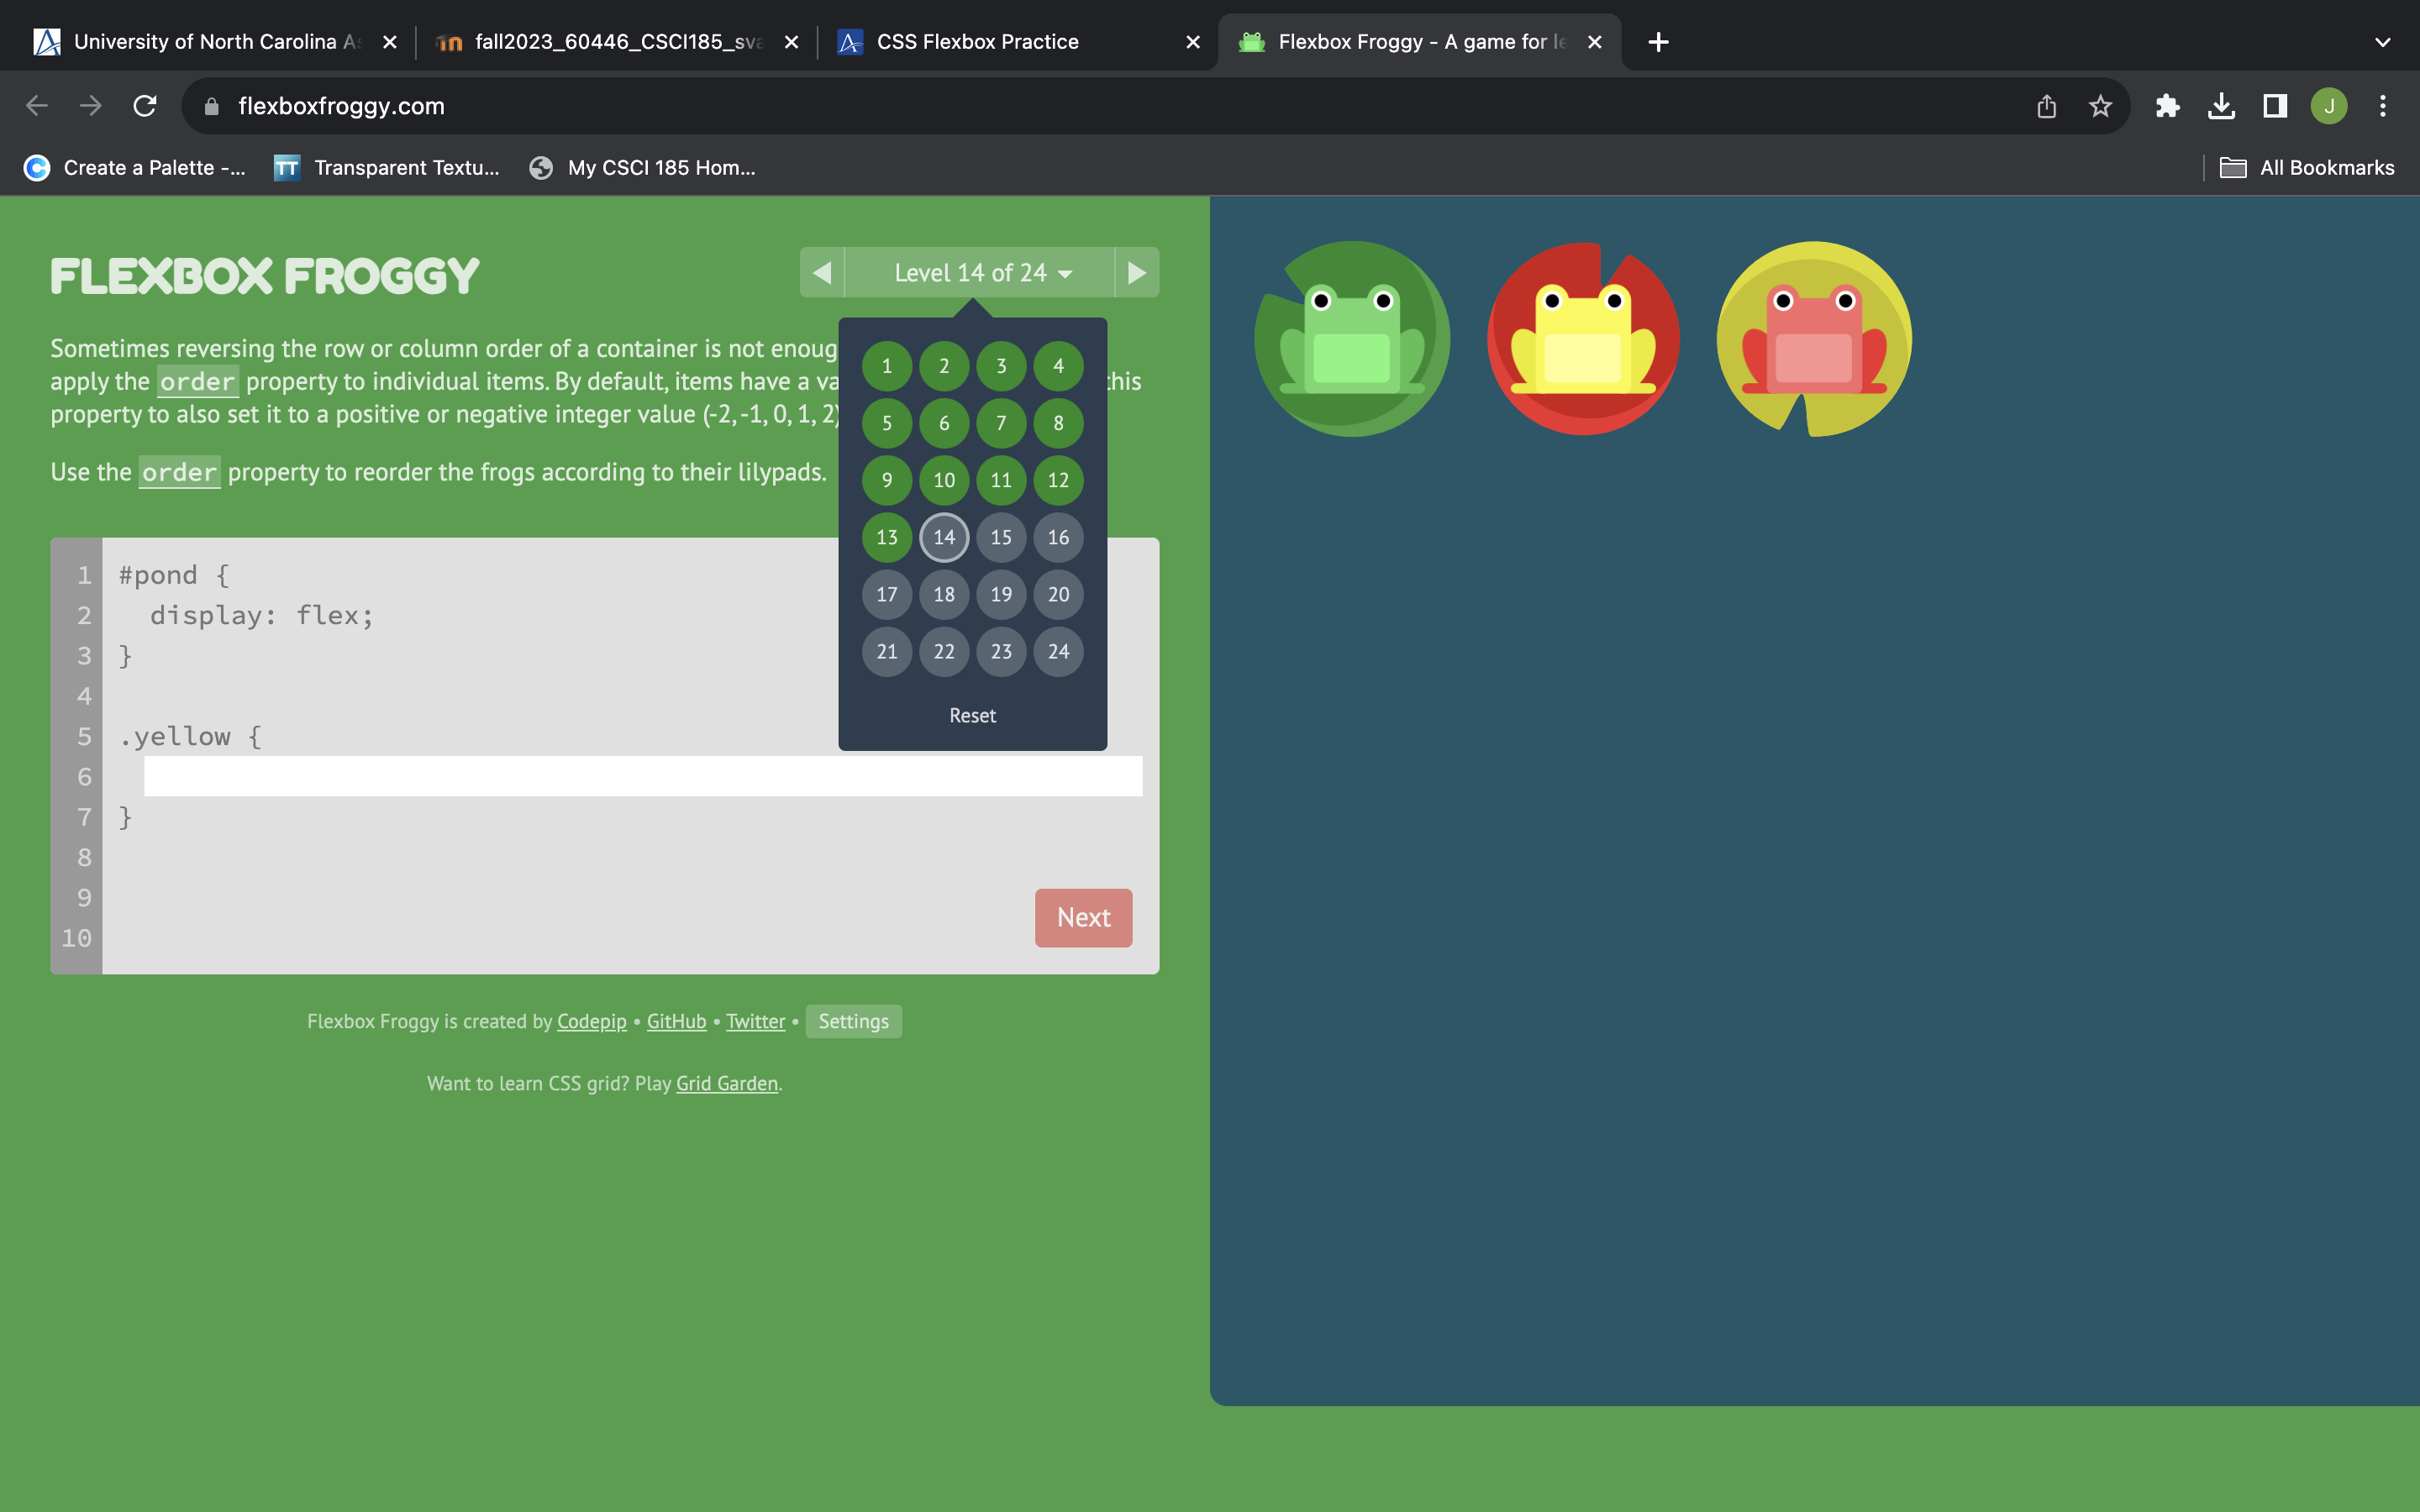 University of North Carolina As
fall2023_60446_CSCI185_sva
CSS Flexbox Practice
Flexbox Froggy - A game for le
flexboxfroggy.com
J
Create a Palette -...
TT
Transparent Textu...
My CSCI 185 Hom...
All Bookmarks
FLEXBOX FROGGY
Level 14 of 24
Sometimes reversing the row or column order of a container is not enoug
apply the order property to individual items. By default, items have a va this
property to also set it to a positive or negative integer value (-2, -1, 0, 1, 2)
Use the order property to reorder the frogs according to their lilypads.
1 2 3 4
5 6 7 8
9 10 11 12
13 14 15 16
17 18 19 20
21 22 23 24
Reset
1 #pond {
2 display: flex;
3 }
4
5 .yellow {
6
7 }
8
9
10
Next
Flexbox Froggy is created by Codepip • GitHub • Twitter • Settings
Want to learn CSS grid? Play Grid Garden.